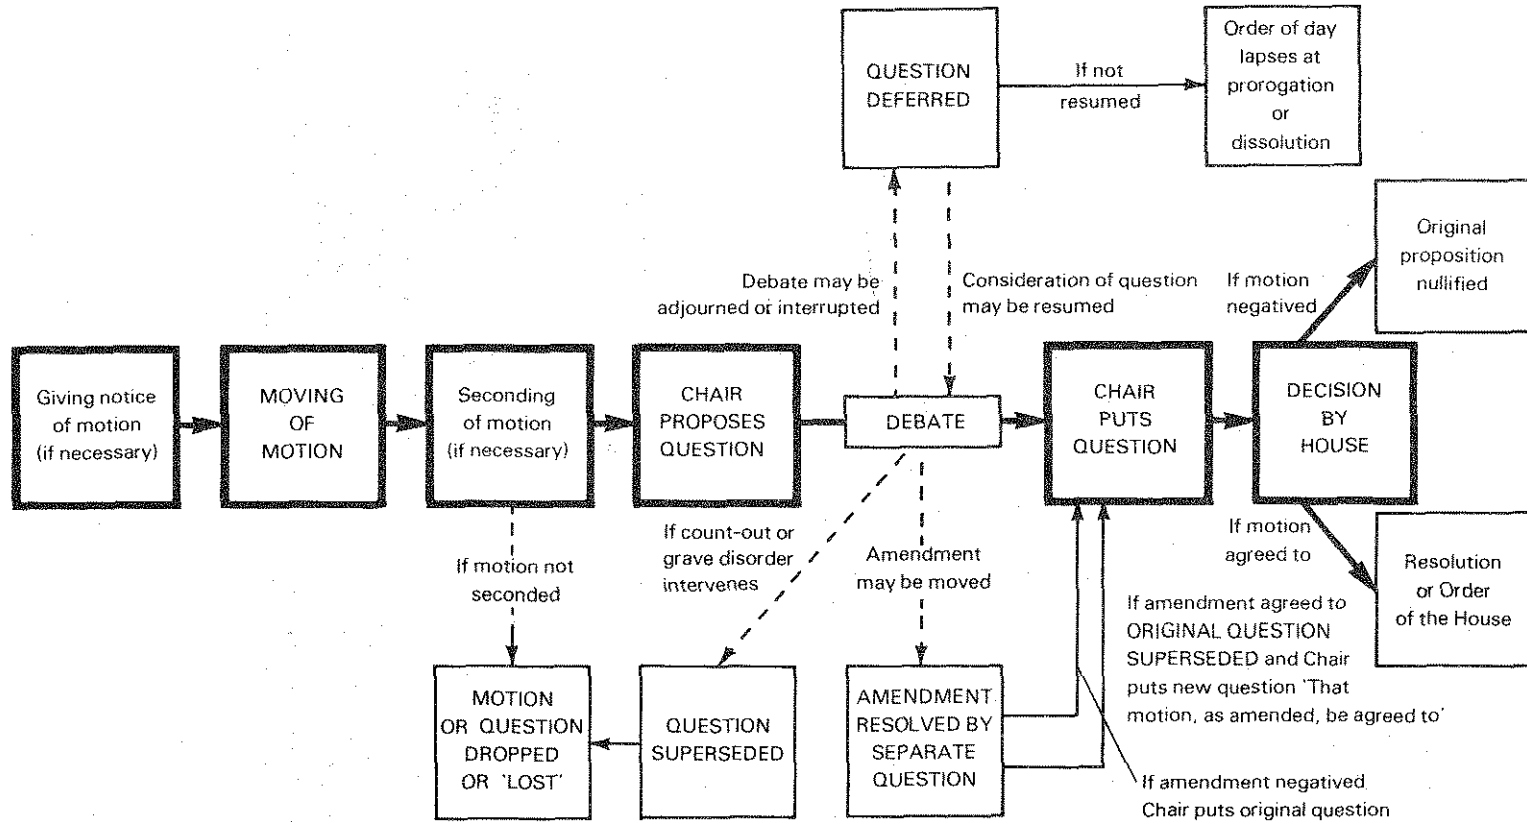 QUESTION
DEFERRED
If not
resumed
Order of day
lapses at
prorogation
or
dissolution
Debate may be
adjourned or interrupted
Consideration of question
may be resumed
If motion
negatived
Original
proposition
nullified
Giving notice
of motion
(if necessary)
MOVING
OF
MOTION
Seconding
of motion
(if necessary)
CHAIR
PROPOSES
QUESTION
DEBATE
CHAIR
PUTS
QUESTION
DECISION
BY
HOUSE
If motion not
seconded
If count-out or
grave disorder
intervenes
Amendment
may be moved
If motion
agreed to
Resolution
or Order
of the House
If amendment agreed to
ORIGINAL QUESTION
SUPERSEDED and Chair
puts new question 'That
motion, as amended, be agreed to'
MOTION
OR QUESTION
DROPPED
OR 'LOST'
QUESTION
SUPERSEDED
AMENDMENT
RESOLVED BY
SEPARATE
QUESTION
If amendment negatived
Chair puts original question